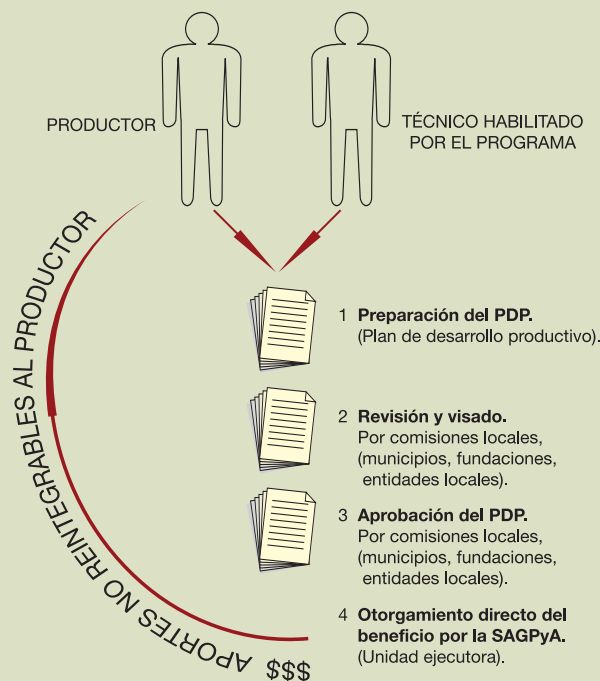 PRODUCTOR
TÉCNICO HABILITADO
POR EL PROGRAMA
1 Preparación del PDP.
(Plan de desarrollo productivo).
2 Revisión y visado.
Por comisiones locales,
(municipios, fundaciones,
entidades locales).
3 Aprobación del PDP.
Por comisiones locales,
(municipios, fundaciones,
entidades locales).
4 Otorgamiento directo del
beneficio por la SAGPyA.
(Unidad ejecutora).
$$$ APORTES NO REINTEGRABLES AL PRODUCTOR